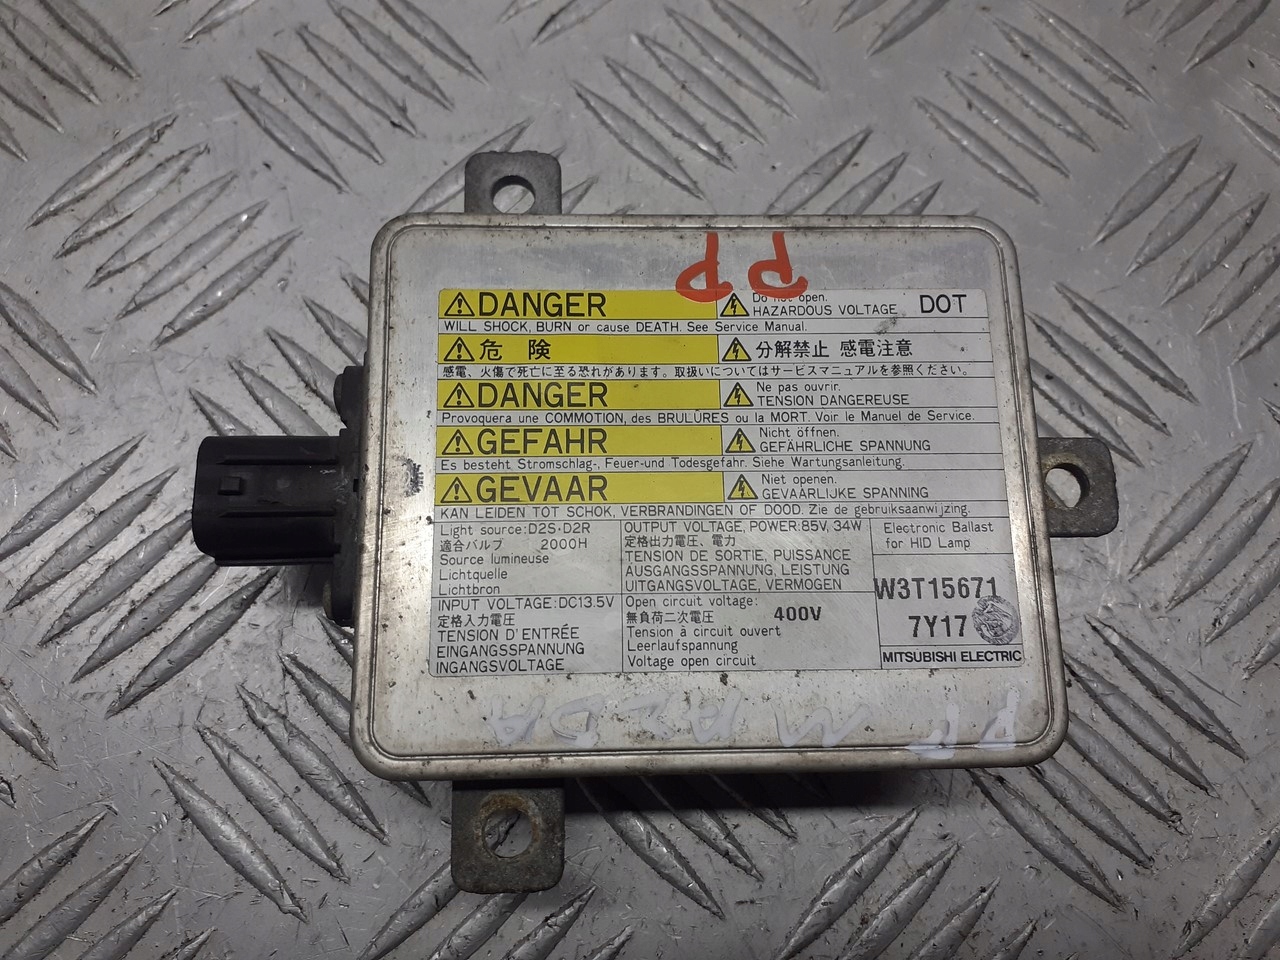 PP
DANGER Do not open. HAZARDOUS VOLTAGE DOT
WILL SHOCK, BURN or cause DEATH. See Service Manual.
危 険 分解禁止 感電注意
感電、火傷で死亡に至る恐れがあります。取扱いについてはサービスマニュアルを参照ください。
DANGER Ne pas ouvrir. TENSION DANGEREUSE
Provoquera une COMMOTION, des BRULÛRES ou la MORT. Voir le Manuel de Service.
GEFAHR Nicht öffnen. GEFÄHRLICHE SPANNUNG
Es besteht Stromschlag-, Feuer-und Todesgefahr. Siehe Wartungsanleitung.
GEVAAR Niet openen. GEVAARLIJKE SPANNING
KAN LEIDEN TOT SCHOK, VERBRANDINGEN OF DOOD. Zie de gebruiksaanwijzing.
Light source:D2S·D2R
適合バルブ 2000H
Source lumineuse
Lichtquelle
Lichtbron
OUTPUT VOLTAGE, POWER:85V, 34W
定格出力電圧、電力
TENSION DE SORTIE, PUISSANCE
AUSGANGSSPANNUNG, LEISTUNG
UITGANGSVOLTAGE, VERMOGEN
Electronic Ballast
for HID Lamp
INPUT VOLTAGE:DC13.5V
定格入力電圧
TENSION D'ENTRÉE
EINGANGSSPANNUNG
INGANGSVOLTAGE
Open circuit voltage:
無負荷二次電圧 400V
Tension à circuit ouvert
Leerlaufspannung
Voltage open circuit
W3T15671
7Y17
MITSUBISHI ELECTRIC
MAZDA PP